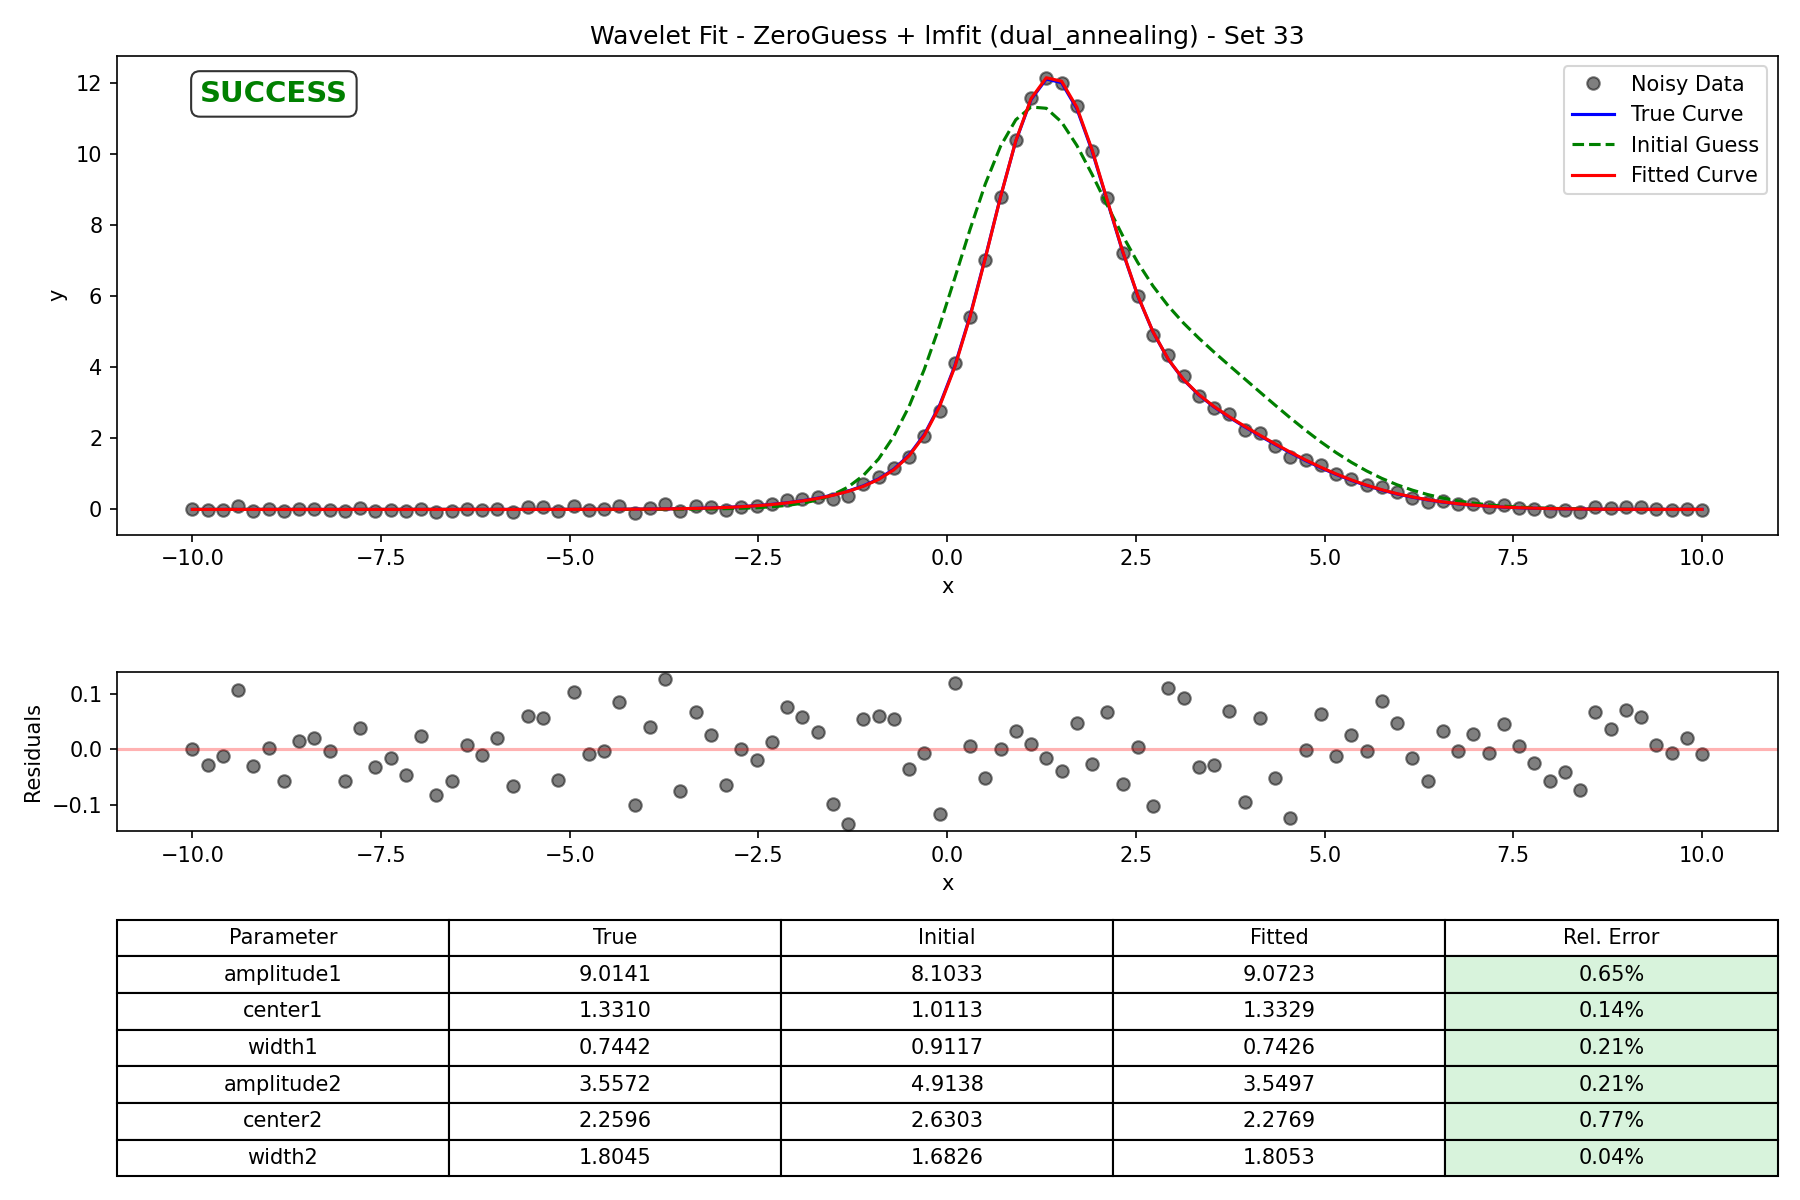 Wavelet Fit - ZeroGuess + lmfit (dual_annealing) - Set 33
SUCCESS
Noisy Data
True Curve
Initial Guess
Fitted Curve
y
12
10
8
6
4
2
0
−10.0 −7.5 −5.0 −2.5 0.0 2.5 5.0 7.5 10.0
x
Residuals
0.1
0.0
−0.1
−10.0 −7.5 −5.0 −2.5 0.0 2.5 5.0 7.5 10.0
x
Parameter True Initial Fitted Rel. Error
amplitude1 9.0141 8.1033 9.0723 0.65%
center1 1.3310 1.0113 1.3329 0.14%
width1 0.7442 0.9117 0.7426 0.21%
amplitude2 3.5572 4.9138 3.5497 0.21%
center2 2.2596 2.6303 2.2769 0.77%
width2 1.8045 1.6826 1.8053 0.04%